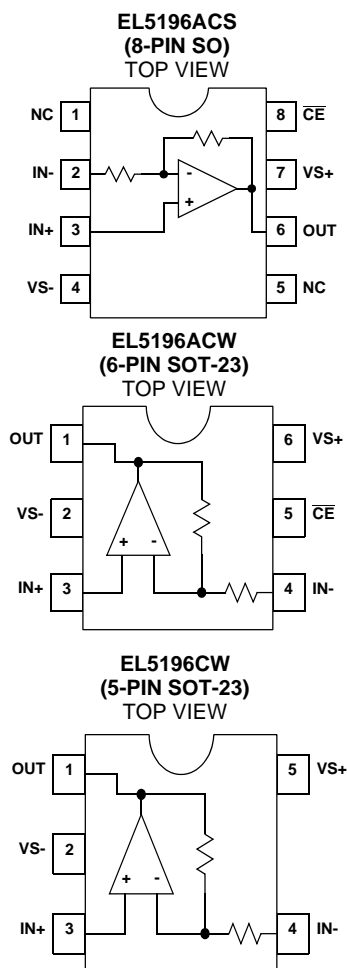 EL5196ACS
(8-PIN SO)
TOP VIEW
NC 1 8 CE
IN- 2 - 7 VS+
IN+ 3 + 6 OUT
VS- 4 5 NC
EL5196ACW
(6-PIN SOT-23)
TOP VIEW
OUT 1 6 VS+
VS- 2 5 CE
+ -
IN+ 3 4 IN-
EL5196CW
(5-PIN SOT-23)
TOP VIEW
OUT 1 5 VS+
VS- 2
+ -
IN+ 3 4 IN-